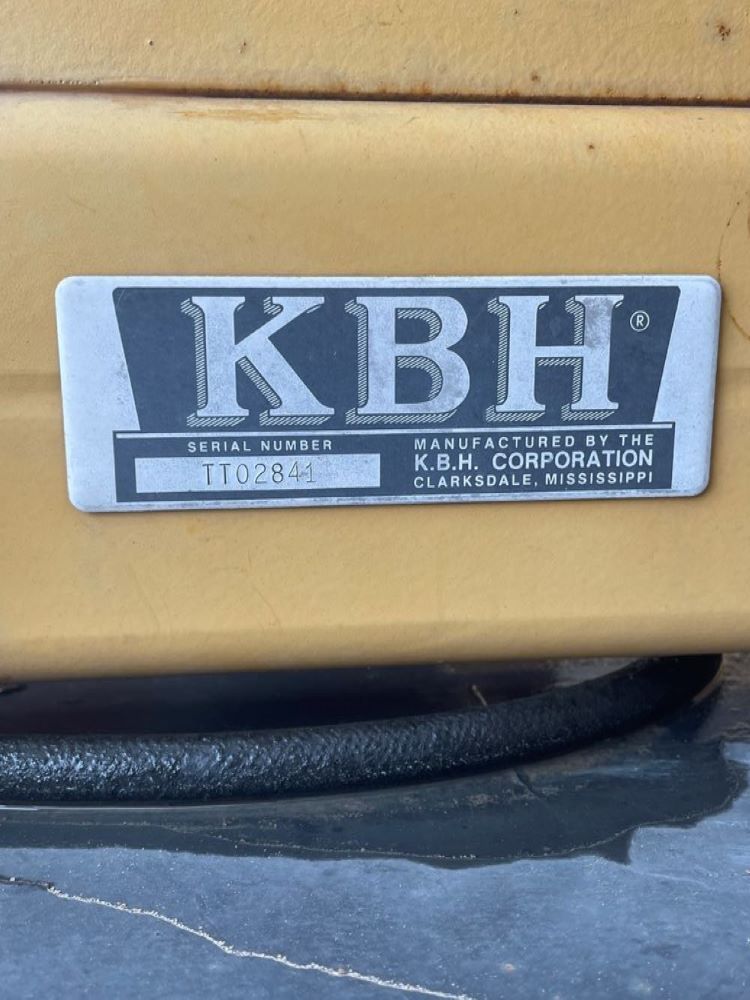 KBH®
SERIAL NUMBER
TT02841
MANUFACTURED BY THE
K.B.H. CORPORATION
CLARKSDALE, MISSISSIPPI